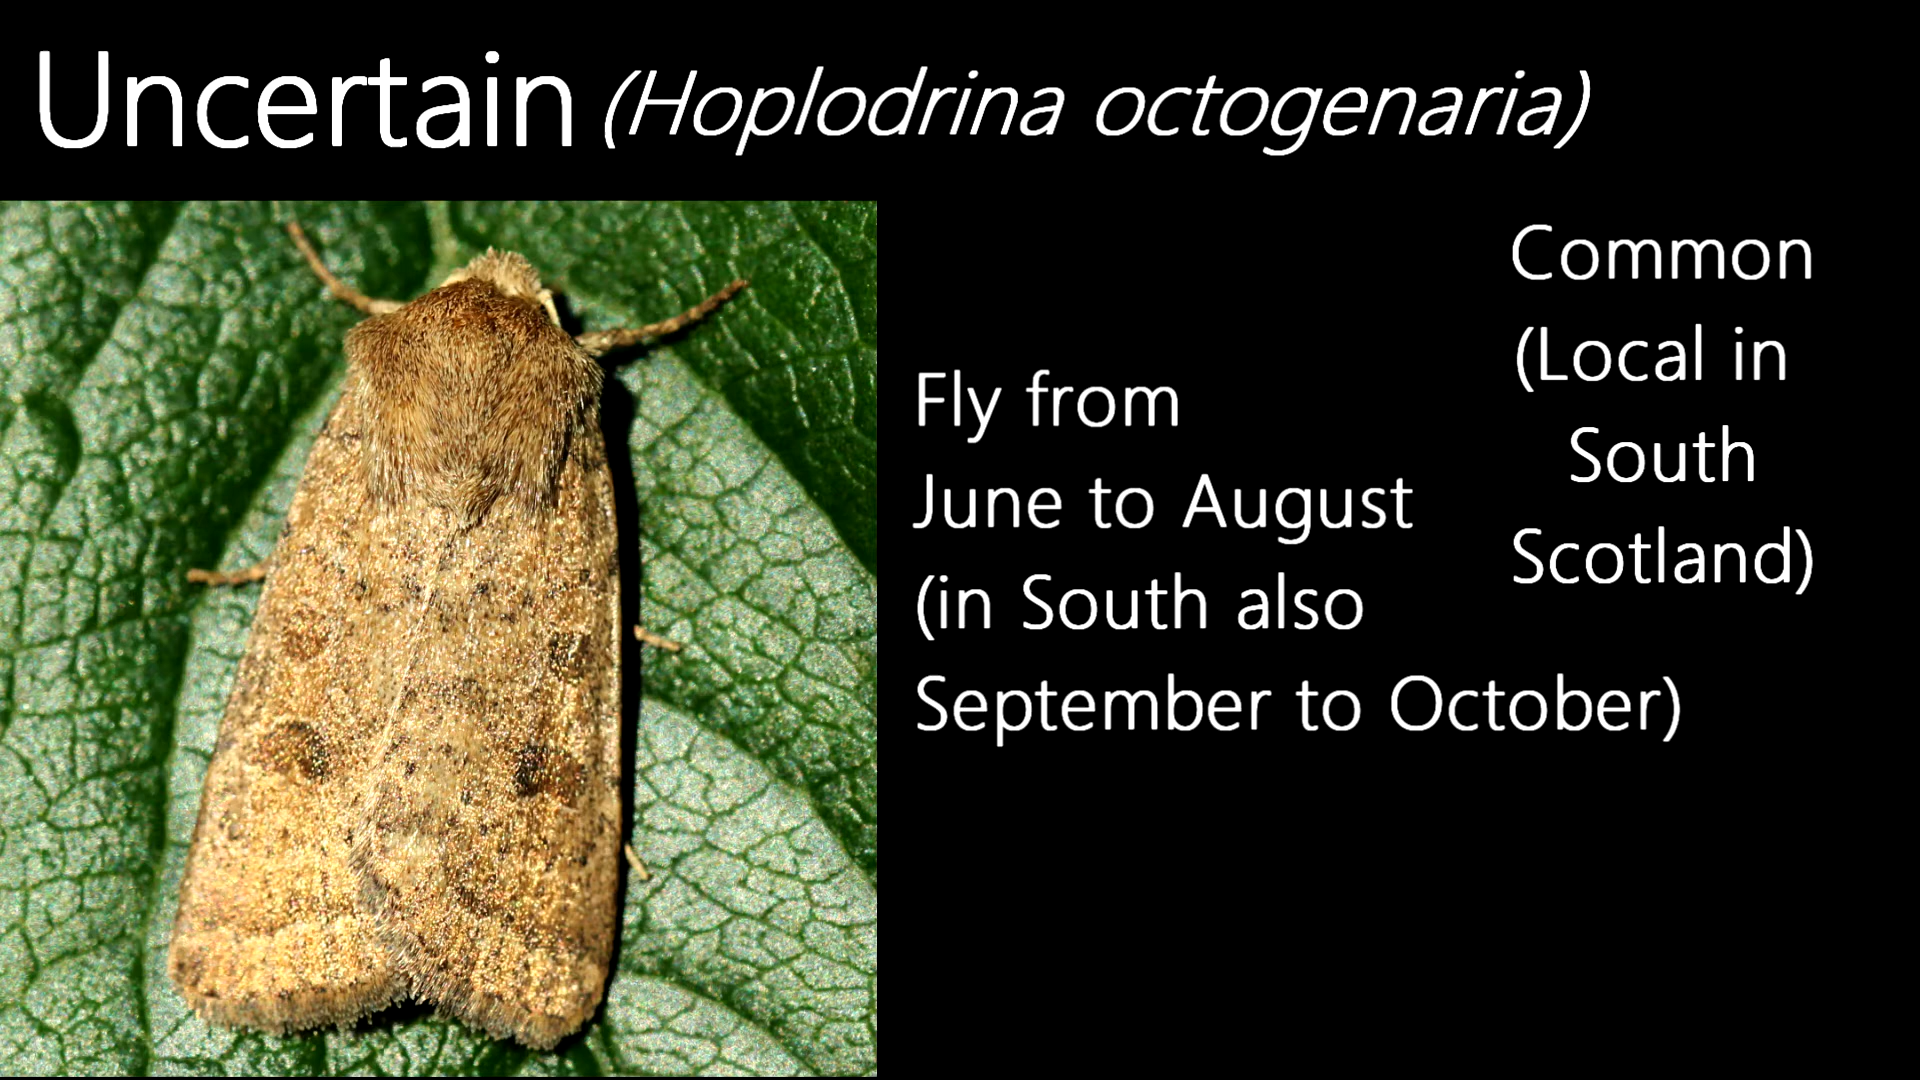 Uncertain (Hoplodrina octogenaria)
Fly from
June to August
(in South also
September to October)
Common
(Local in
South
Scotland)